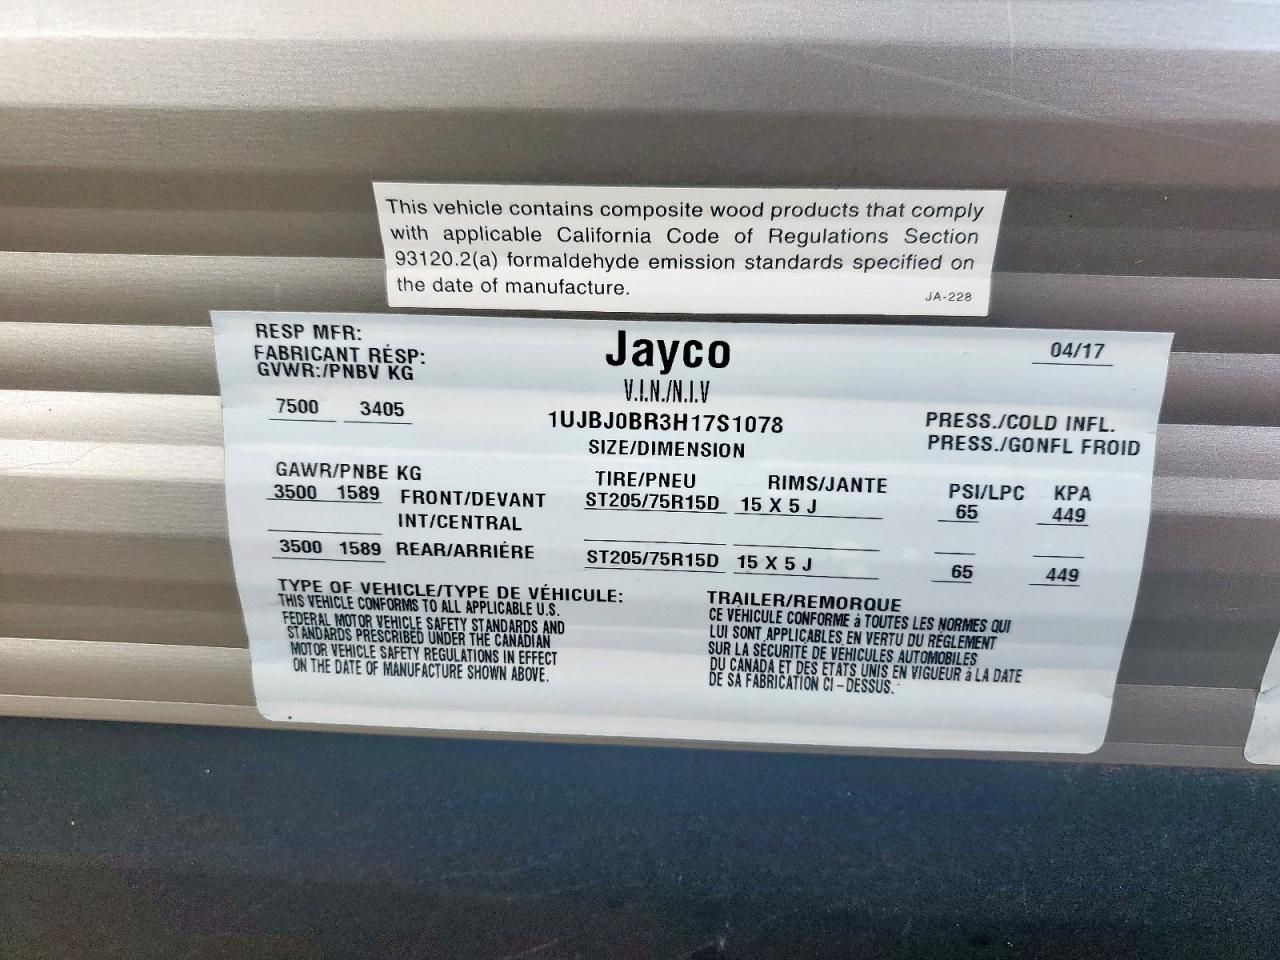 This vehicle contains composite wood products that comply
with applicable California Code of Regulations Section
93120.2(a) formaldehyde emission standards specified on
the date of manufacture.
JA-228
RESP MFR:
FABRICANT RÉSP:
GVWR:/PNBV KG
Jayco
04/17
V.I.N./N.I.V
7500 3405
1UJBJ0BR3H17S1078
PRESS./COLD INFL.
PRESS./GONFL FROID
SIZE/DIMENSION
GAWR/PNBE KG
TIRE/PNEU RIMS/JANTE PSI/LPC KPA
3500 1589 FRONT/DEVANT ST205/75R15D 15 X 5 J 65 449
INT/CENTRAL
3500 1589 REAR/ARRIÉRE ST205/75R15D 15 X 5 J 65 449
TYPE OF VEHICLE/TYPE DE VÉHICULE: TRAILER/REMORQUE
THIS VEHICLE CONFORMS TO ALL APPLICABLE U.S.
FEDERAL MOTOR VEHICLE SAFETY STANDARDS AND
STANDARDS PRESCRIBED UNDER THE CANADIAN
MOTOR VEHICLE SAFETY REGULATIONS IN EFFECT
ON THE DATE OF MANUFACTURE SHOWN ABOVE.
CE VÉHICULE CONFORME á TOUTES LES NORMES QUI
LUI SONT APPLICABLES EN VERTU DU RÉGLEMENT
SUR LA SÉCURITÉ DE VÉHICULES AUTOMOBILES
DU CANADA ET DES ETATS UNIS EN VIGUEUR á LA DATE
DE SA FABRICATION CI-DESSUS.